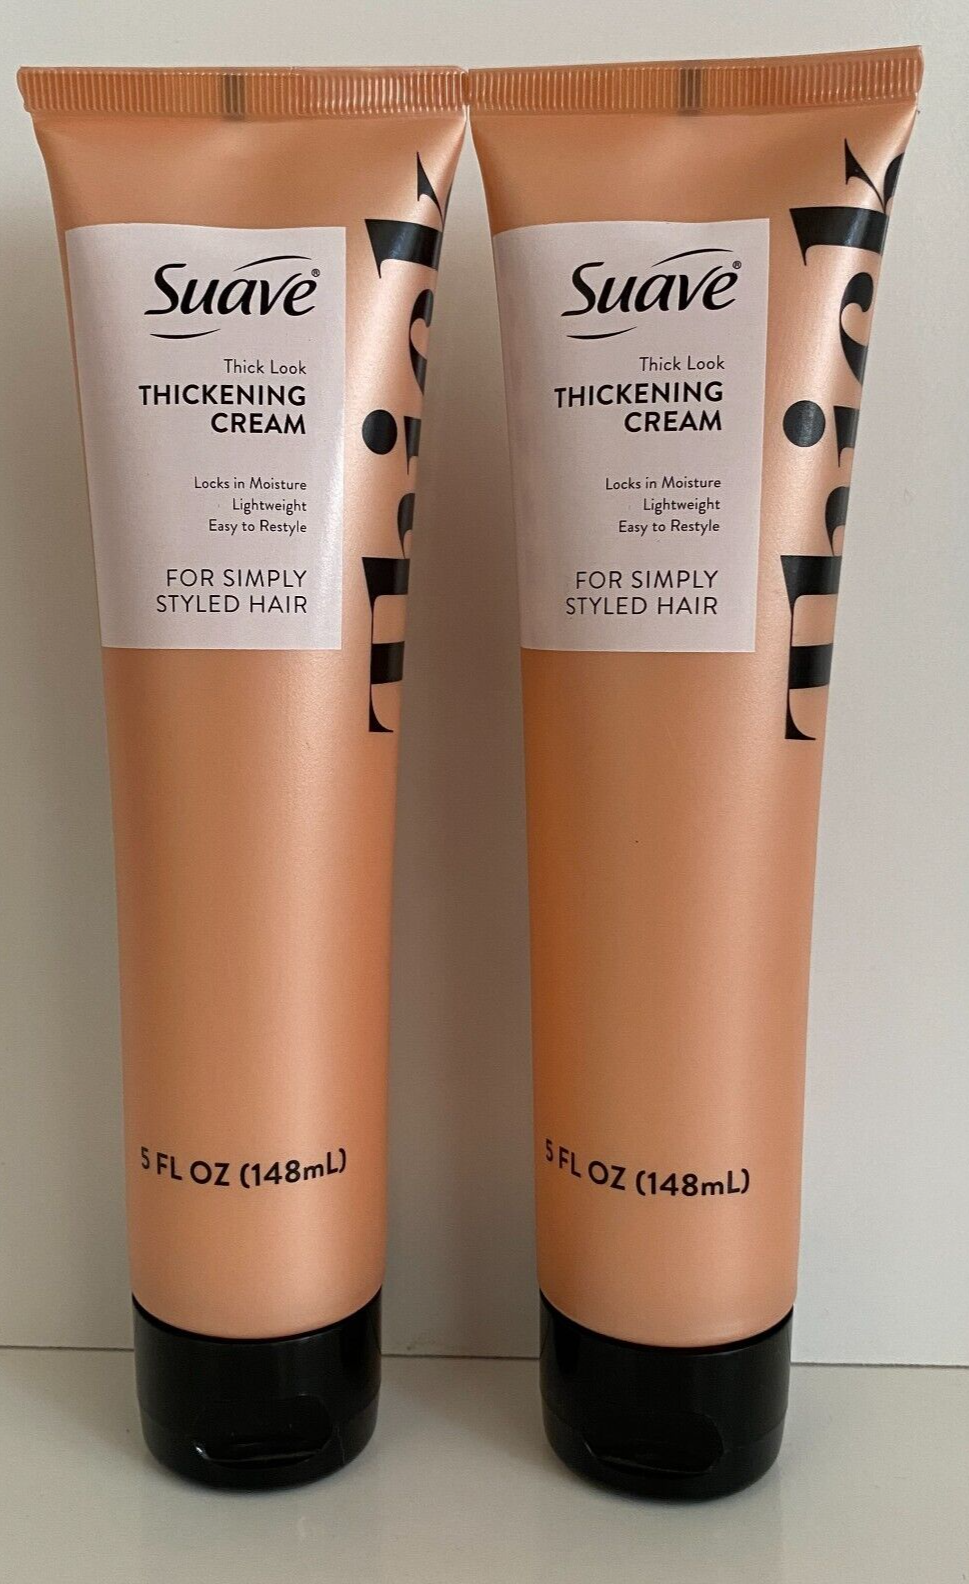 Suave®
Thick Look
THICKENING
CREAM
Locks in Moisture
Lightweight
Easy to Restyle
FOR SIMPLY
STYLED HAIR
thick
5 FL OZ (148mL)
Suave®
Thick Look
THICKENING
CREAM
Locks in Moisture
Lightweight
Easy to Restyle
FOR SIMPLY
STYLED HAIR
thick
5 FL OZ (148mL)